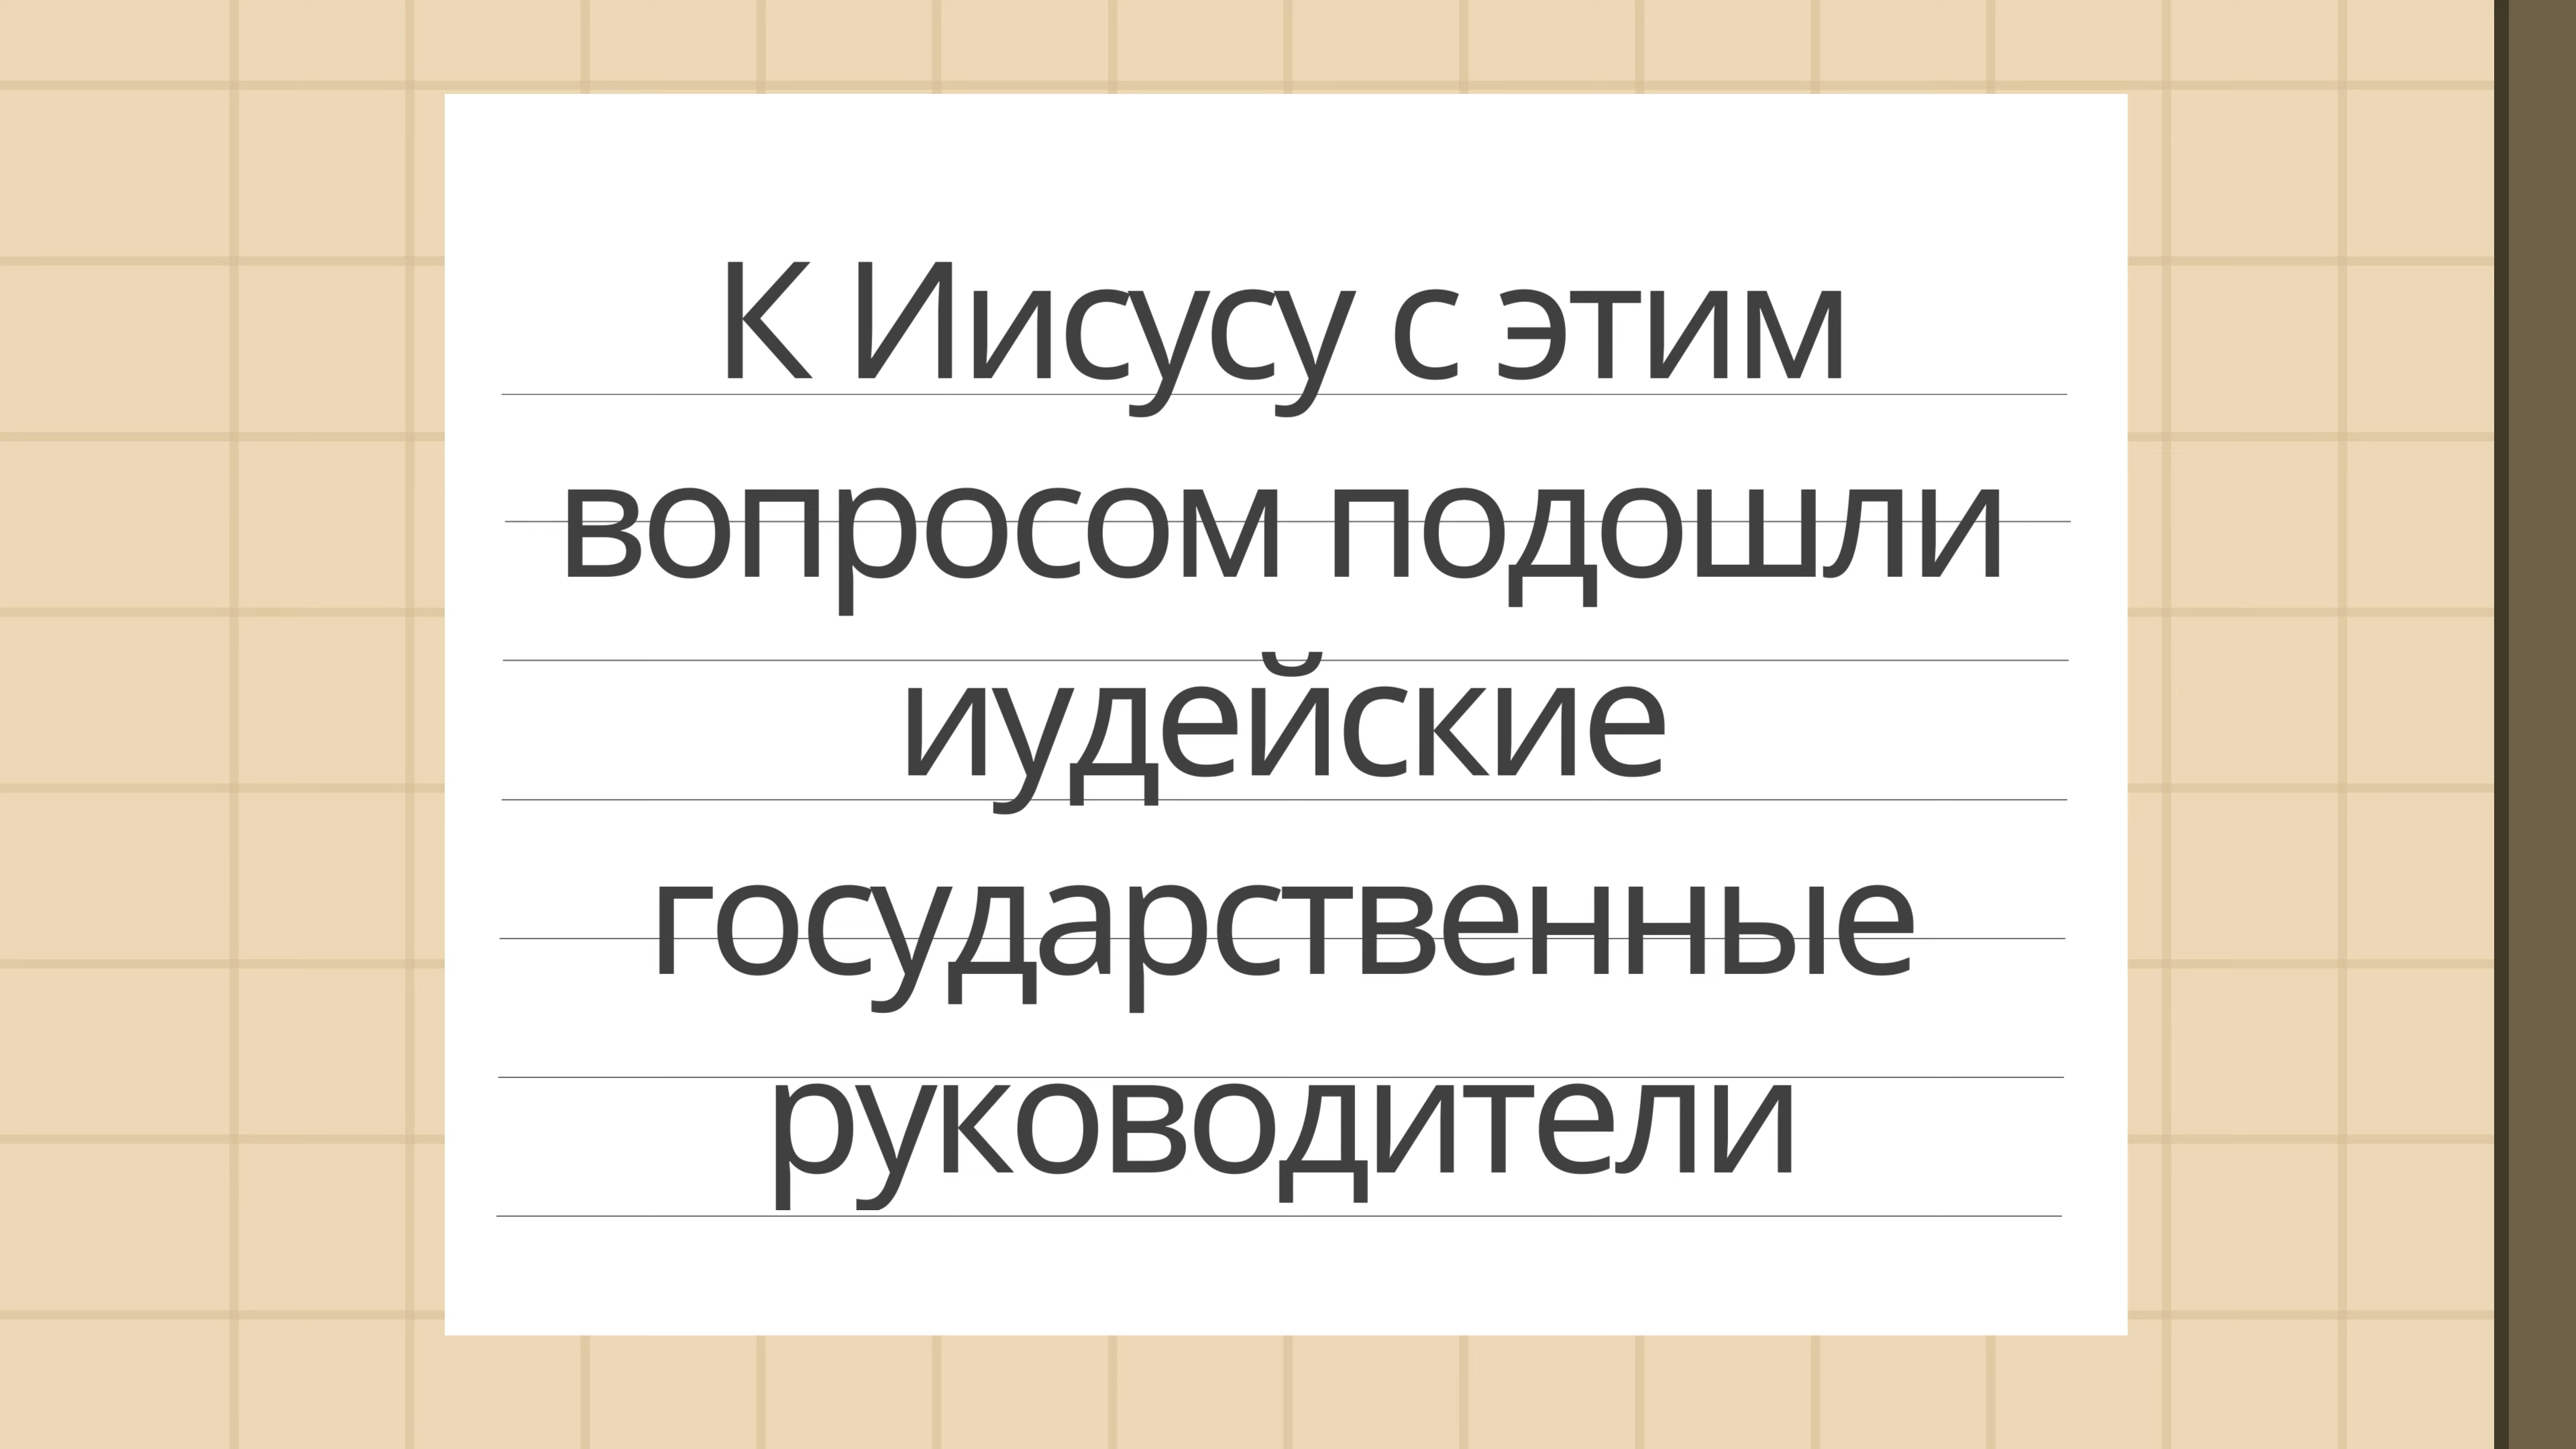 К Иисусу с этим
вопросом подошли
иудейские
государственные
руководители